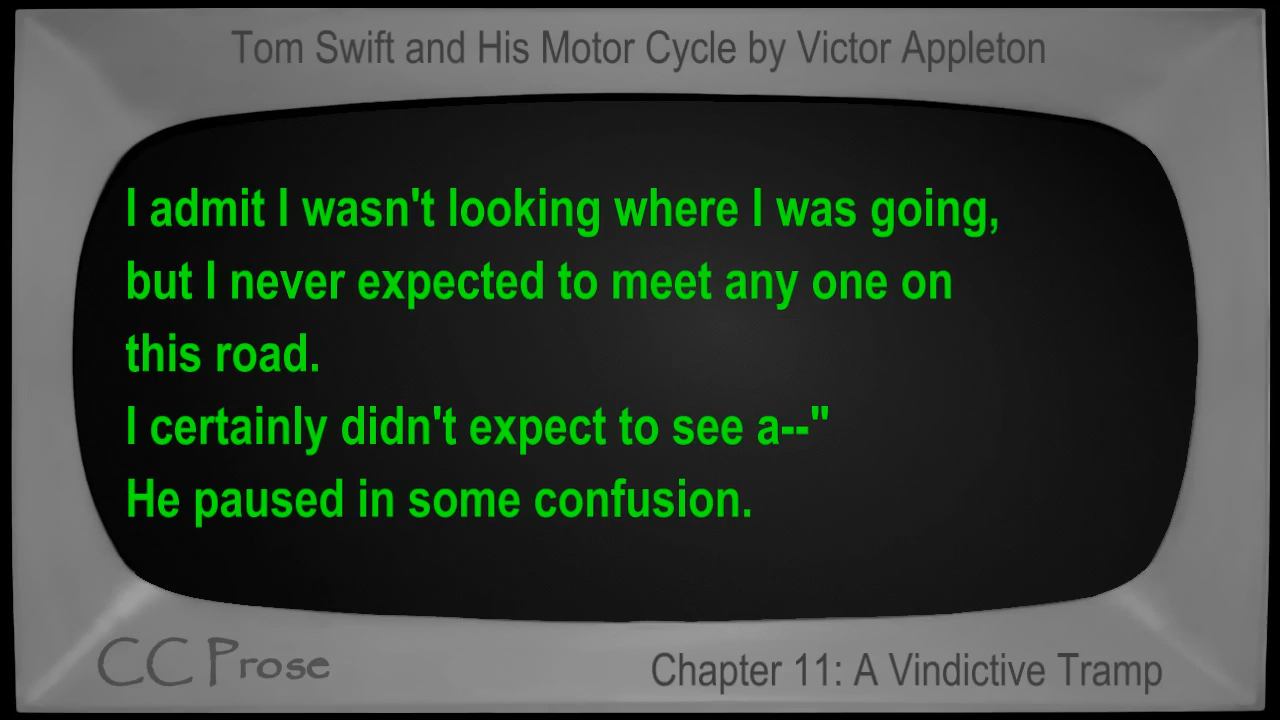 Tom Swift and His Motor Cycle by Victor Appleton
I admit I wasn't looking where I was going,
but I never expected to meet any one on
this road.
I certainly didn't expect to see a--"
He paused in some confusion.
CC Prose
Chapter 11: A Vindictive Tramp